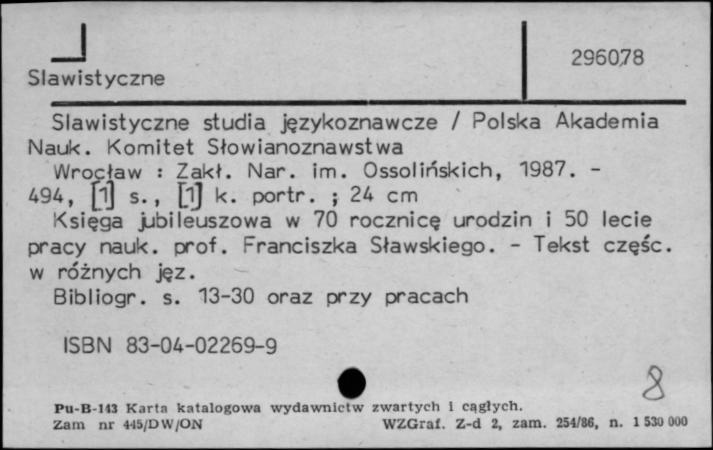 296078
Slawistyczne
Slawistyczne studia językoznawcze / Polska Akademia
Nauk. Komitet Słowianoznawstwa
Wrocław : Zakł. Nar. im. Ossolińskich, 1987. -
494, [1] s., [1] k. portr. ; 24 cm
Księga jubileuszowa w 70 rocznicę urodzin i 50 lecie
pracy nauk. prof. Franciszka Sławskiego. - Tekst częśc.
w różnych jęz.
Bibliogr. s. 13-30 oraz przy pracach
ISBN 83-04-02269-9
8
Pu-B-143 Karta katalogowa wydawnictw zwartych i ciągłych.
Zam nr 445/DW/ON WZGraf. Z-d 2, zam. 254/86, n. 1 530 000